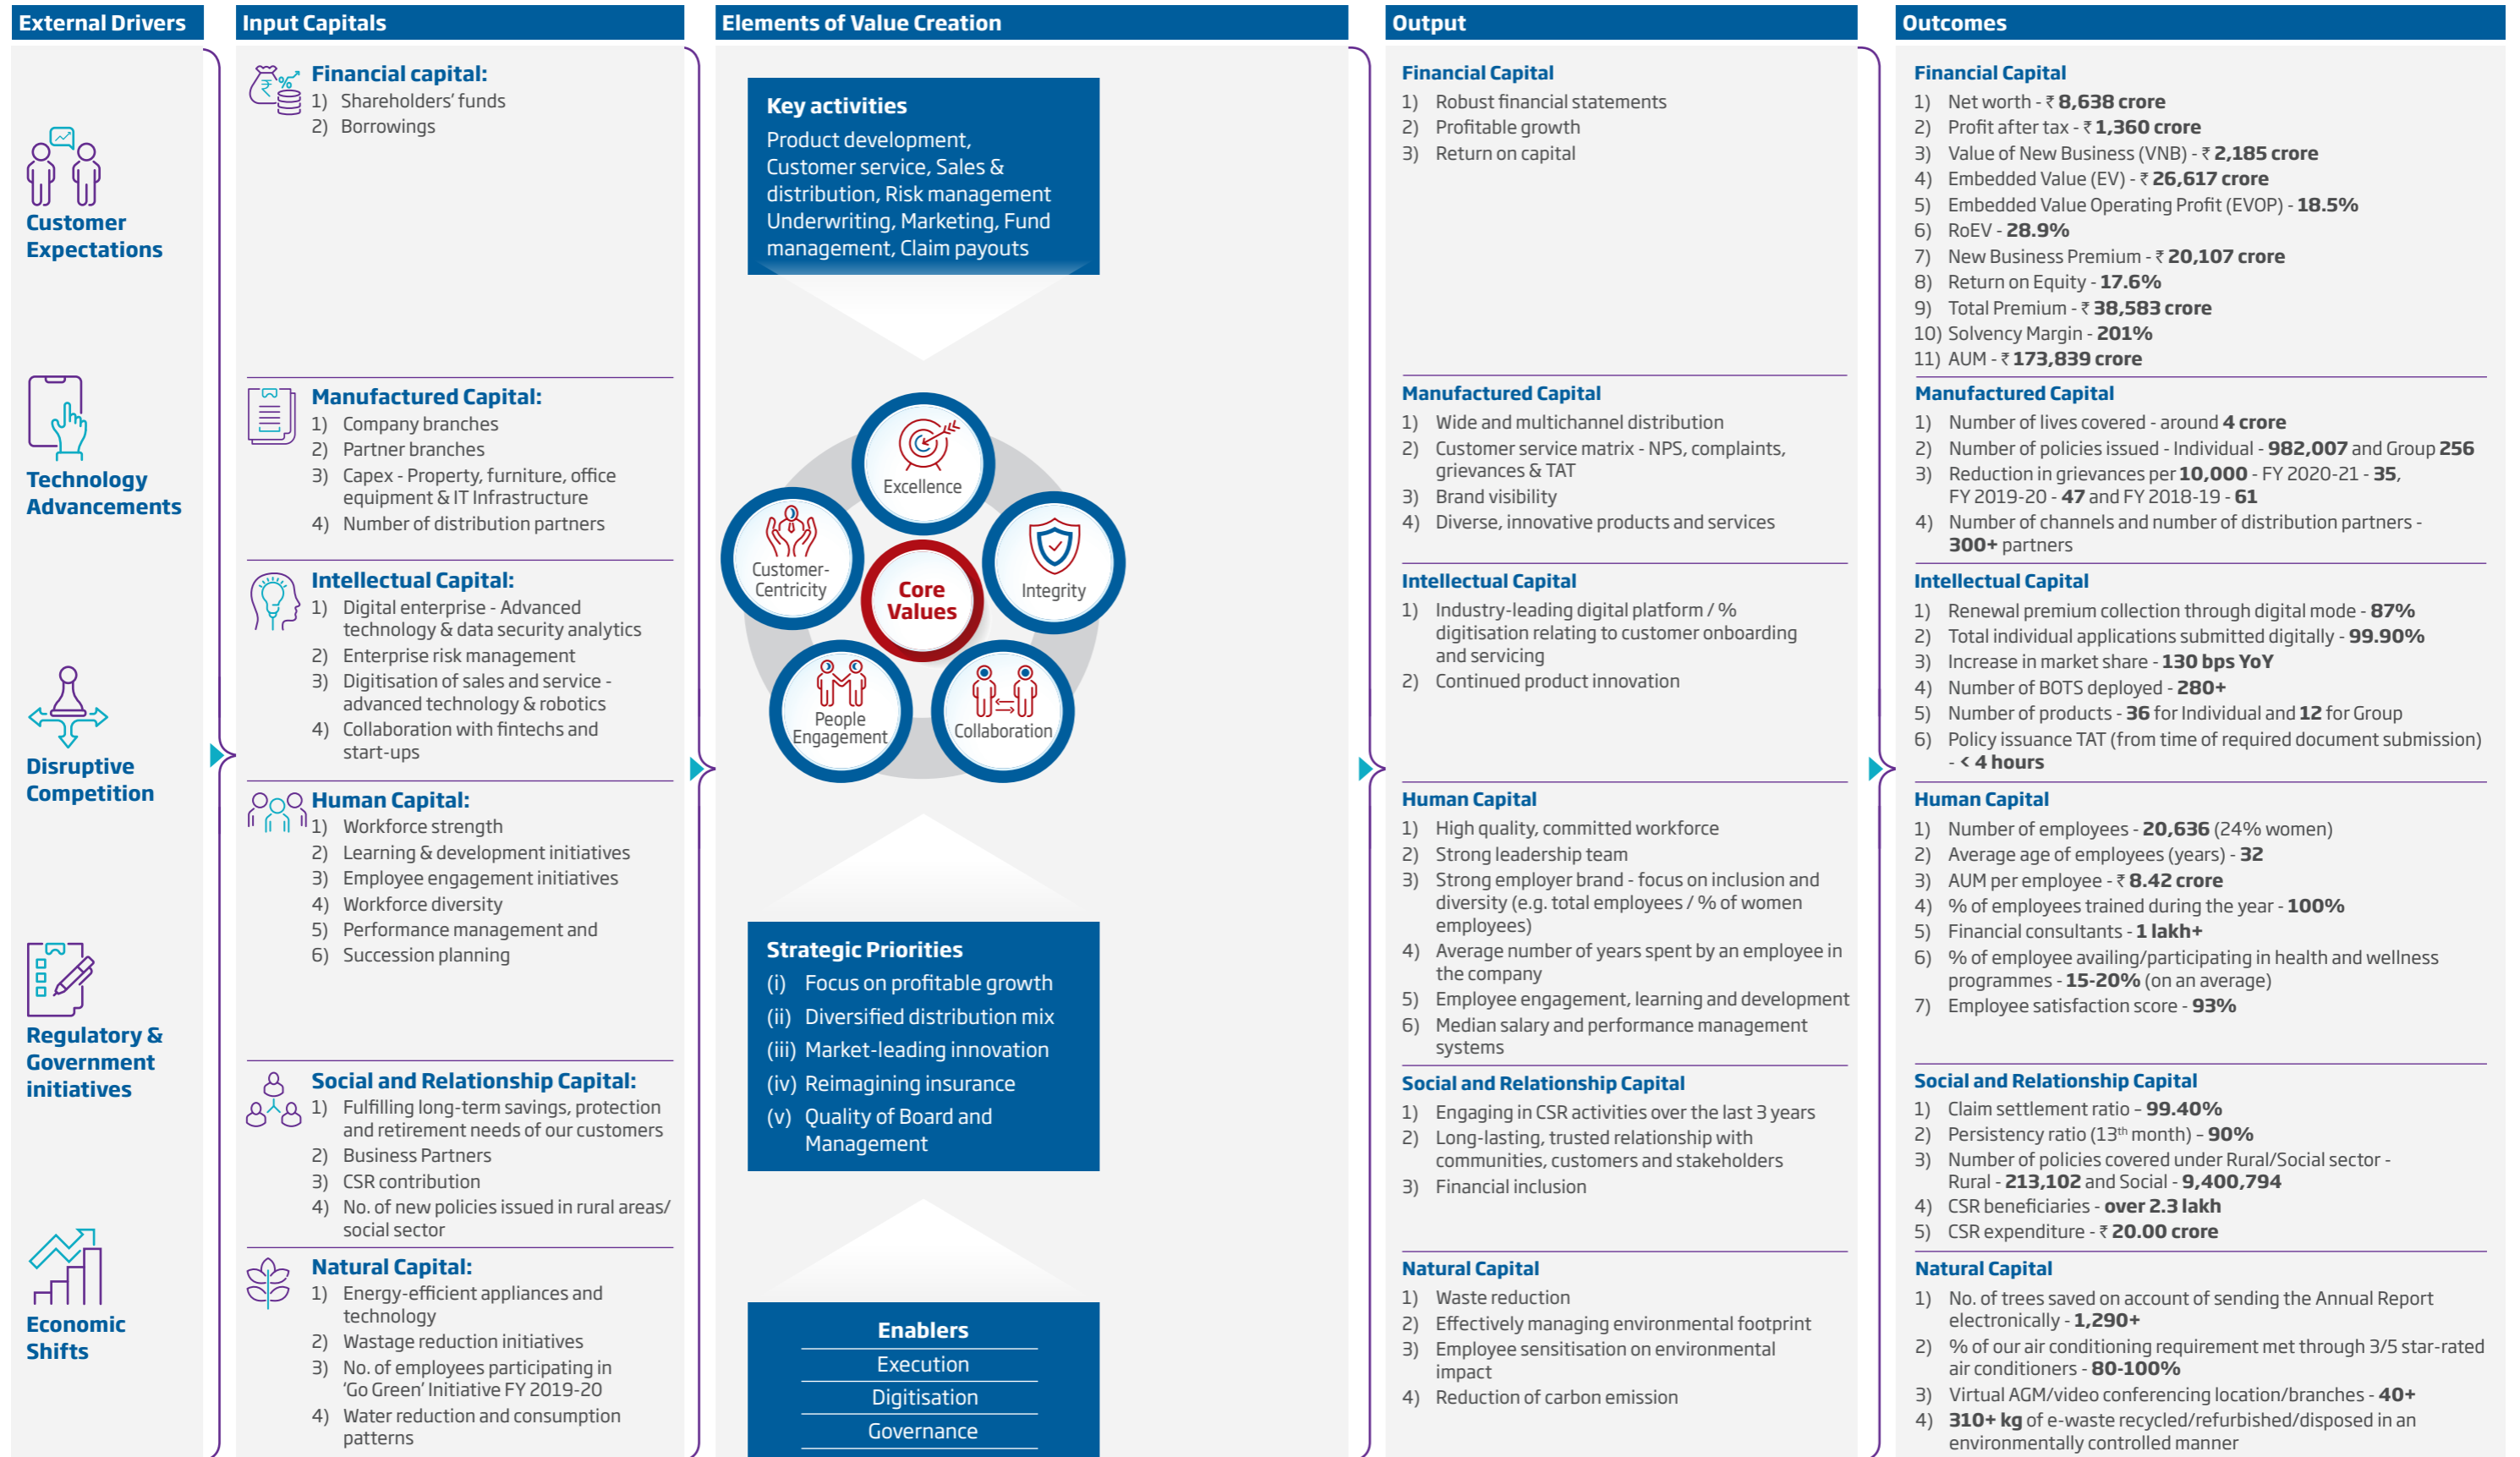 External Drivers
Customer
Expectations
Technology
Advancements
Disruptive
Competition
Regulatory &
Government
initiatives
Economic
Shifts
Input Capitals
Financial capital:
1) Shareholders' funds
2) Borrowings
Manufactured Capital:
1) Company branches
2) Partner branches
3) Capex - Property, furniture, office
equipment & IT Infrastructure
4) Number of distribution partners
Intellectual Capital:
1) Digital enterprise - Advanced
technology & data security analytics
2) Enterprise risk management
3) Digitisation of sales and service -
advanced technology & robotics
4) Collaboration with fintechs and
start-ups
Human Capital:
1) Workforce strength
2) Learning & development initiatives
3) Employee engagement initiatives
4) Workforce diversity
5) Performance management and
6) Succession planning
Social and Relationship Capital:
1) Fulfilling long-term savings, protection
and retirement needs of our customers
2) Business Partners
3) CSR contribution
4) No. of new policies issued in rural areas/
social sector
Natural Capital:
1) Energy-efficient appliances and
technology
2) Wastage reduction initiatives
3) No. of employees participating in
'Go Green' Initiative FY 2019-20
4) Water reduction and consumption
patterns
Elements of Value Creation
Key activities
Product development,
Customer service, Sales &
distribution, Risk management
Underwriting, Marketing, Fund
management, Claim payouts
Excellence
Customer-
Centricity
Integrity
Core
Values
People
Engagement
Collaboration
Strategic Priorities
(i) Focus on profitable growth
(ii) Diversified distribution mix
(iii) Market-leading innovation
(iv) Reimagining insurance
(v) Quality of Board and
Management
Enablers
Execution
Digitisation
Governance
Output
Financial Capital
1) Robust financial statements
2) Profitable growth
3) Return on capital
Manufactured Capital
1) Wide and multichannel distribution
2) Customer service matrix - NPS, complaints,
grievances & TAT
3) Brand visibility
4) Diverse, innovative products and services
Intellectual Capital
1) Industry-leading digital platform / %
digitisation relating to customer onboarding
and servicing
2) Continued product innovation
Human Capital
1) High quality, committed workforce
2) Strong leadership team
3) Strong employer brand - focus on inclusion and
diversity (e.g. total employees / % of women
employees)
4) Average number of years spent by an employee in
the company
5) Employee engagement, learning and development
6) Median salary and performance management
systems
Social and Relationship Capital
1) Engaging in CSR activities over the last 3 years
2) Long-lasting, trusted relationship with
communities, customers and stakeholders
3) Financial inclusion
Natural Capital
1) Waste reduction
2) Effectively managing environmental footprint
3) Employee sensitisation on environmental
impact
4) Reduction of carbon emission
Outcomes
Financial Capital
1) Net worth - ₹ 8,638 crore
2) Profit after tax - ₹ 1,360 crore
3) Value of New Business (VNB) - ₹ 2,185 crore
4) Embedded Value (EV) - ₹ 26,617 crore
5) Embedded Value Operating Profit (EVOP) - 18.5%
6) RoEV - 28.9%
7) New Business Premium - ₹ 20,107 crore
8) Return on Equity - 17.6%
9) Total Premium - ₹ 38,583 crore
10) Solvency Margin - 201%
11) AUM - ₹ 173,839 crore
Manufactured Capital
1) Number of lives covered - around 4 crore
2) Number of policies issued - Individual - 982,007 and Group 256
3) Reduction in grievances per 10,000 - FY 2020-21 - 35,
FY 2019-20 - 47 and FY 2018-19 - 61
4) Number of channels and number of distribution partners -
300+ partners
Intellectual Capital
1) Renewal premium collection through digital mode - 87%
2) Total individual applications submitted digitally - 99.90%
3) Increase in market share - 130 bps YoY
4) Number of BOTS deployed - 280+
5) Number of products - 36 for Individual and 12 for Group
6) Policy issuance TAT (from time of required document submission)
- < 4 hours
Human Capital
1) Number of employees - 20,636 (24% women)
2) Average age of employees (years) - 32
3) AUM per employee - ₹ 8.42 crore
4) % of employees trained during the year - 100%
5) Financial consultants - 1 lakh+
6) % of employee availing/participating in health and wellness
programmes - 15-20% (on an average)
7) Employee satisfaction score - 93%
Social and Relationship Capital
1) Claim settlement ratio – 99.40%
2) Persistency ratio (13th month) – 90%
3) Number of policies covered under Rural/Social sector -
Rural - 213,102 and Social - 9,400,794
4) CSR beneficiaries - over 2.3 lakh
5) CSR expenditure - ₹ 20.00 crore
Natural Capital
1) No. of trees saved on account of sending the Annual Report
electronically - 1,290+
2) % of our air conditioning requirement met through 3/5 star-rated
air conditioners - 80-100%
3) Virtual AGM/video conferencing location/branches - 40+
4) 310+ kg of e-waste recycled/refurbished/disposed in an
environmentally controlled manner